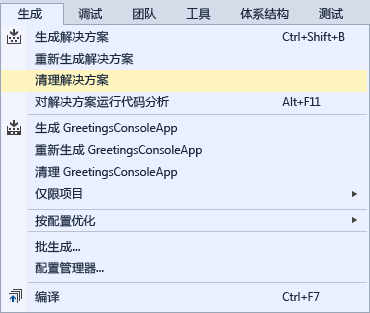 生成 调试 团队 工具 体系结构 测试
生成解决方案 Ctrl+Shift+B
重新生成解决方案
清理解决方案
对解决方案运行代码分析 Alt+F11
生成 GreetingsConsoleApp
重新生成 GreetingsConsoleApp
清理 GreetingsConsoleApp
仅限项目
按配置优化
批生成...
配置管理器...
编译 Ctrl+F7